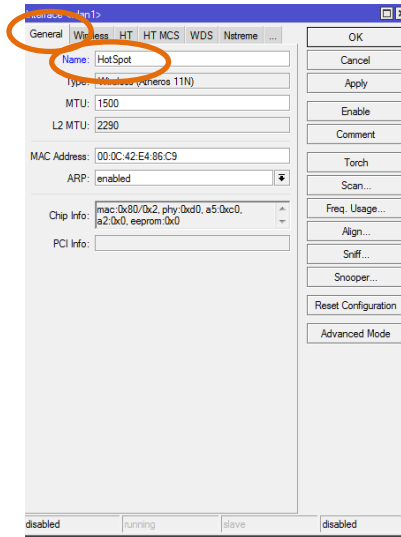 Interface <wlan1>
General Wireless HT HT MCS WDS Nstreme ...
Name: HotSpot
Type: Wireless (Atheros 11N)
MTU: 1500
L2 MTU: 2290
MAC Address: 00:0C:42:E4:86:C9
ARP: enabled
Chip Info: mac:0x80/0x2, phy:0xd0, a5:0xc0,
a2:0x0, eeprom:0x0
PCI Info:
OK
Cancel
Apply
Enable
Comment
Torch
Scan...
Freq. Usage...
Align...
Sniff...
Snooper...
Reset Configuration
Advanced Mode
disabled running slave disabled